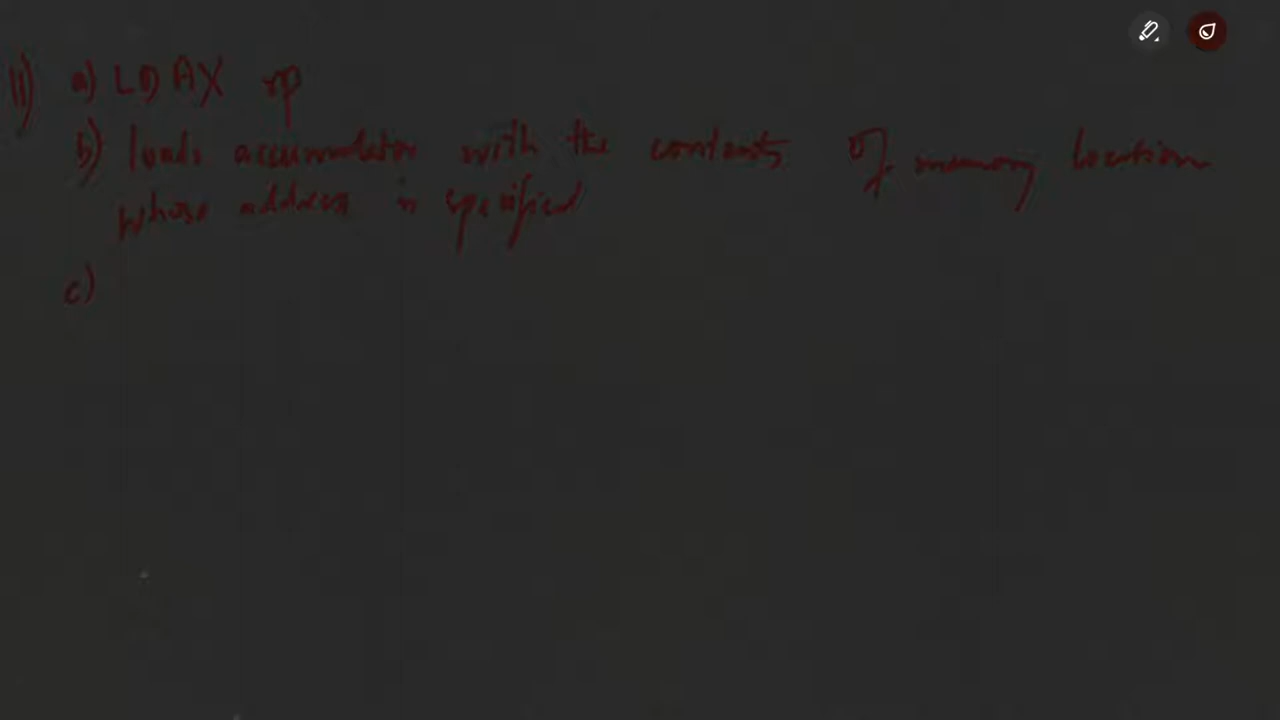 11) a) LDAX rp
b) loads accumulator with the contents of memory location
whose address is specified
c)